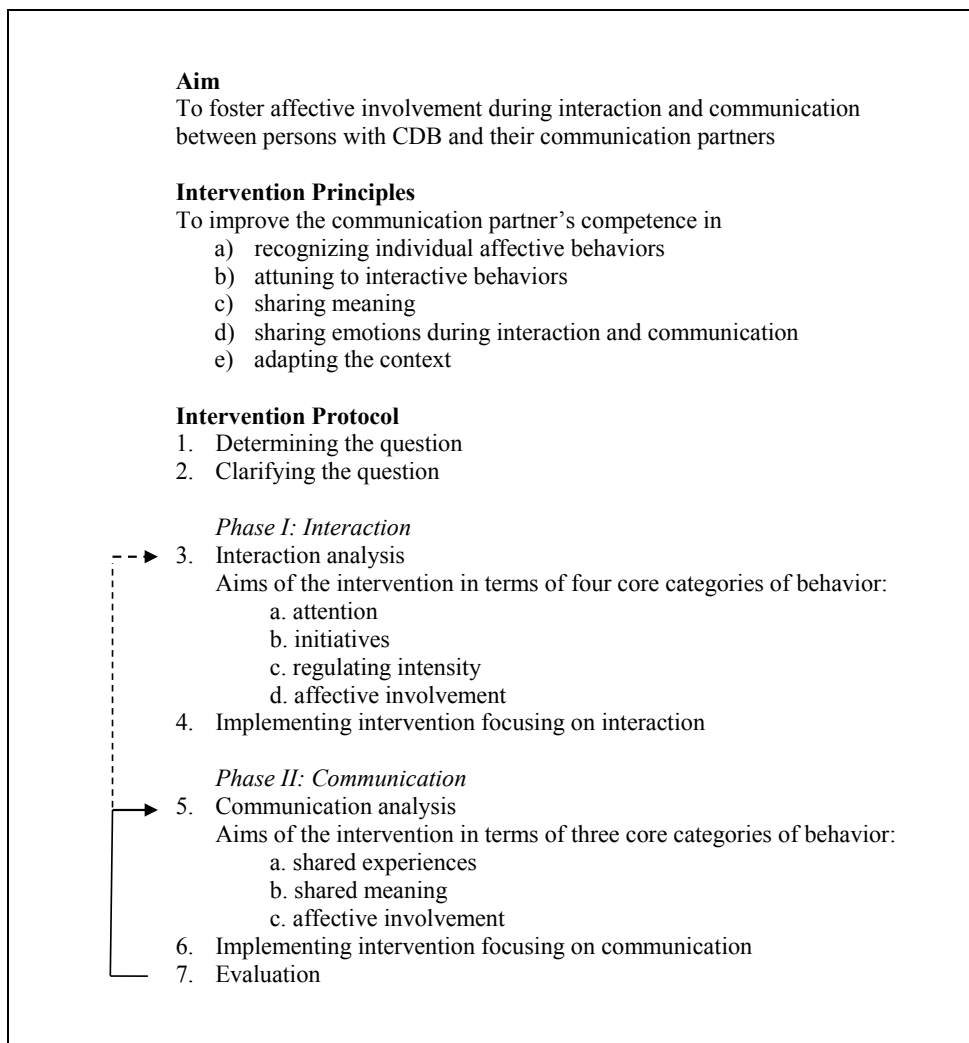 Aim
To foster affective involvement during interaction and communication
between persons with CDB and their communication partners
Intervention Principles
To improve the communication partner's competence in
a) recognizing individual affective behaviors
b) attuning to interactive behaviors
c) sharing meaning
d) sharing emotions during interaction and communication
e) adapting the context
Intervention Protocol
1. Determining the question
2. Clarifying the question
Phase I: Interaction
3. Interaction analysis
Aims of the intervention in terms of four core categories of behavior:
a. attention
b. initiatives
c. regulating intensity
d. affective involvement
4. Implementing intervention focusing on interaction
Phase II: Communication
5. Communication analysis
Aims of the intervention in terms of three core categories of behavior:
a. shared experiences
b. shared meaning
c. affective involvement
6. Implementing intervention focusing on communication
7. Evaluation